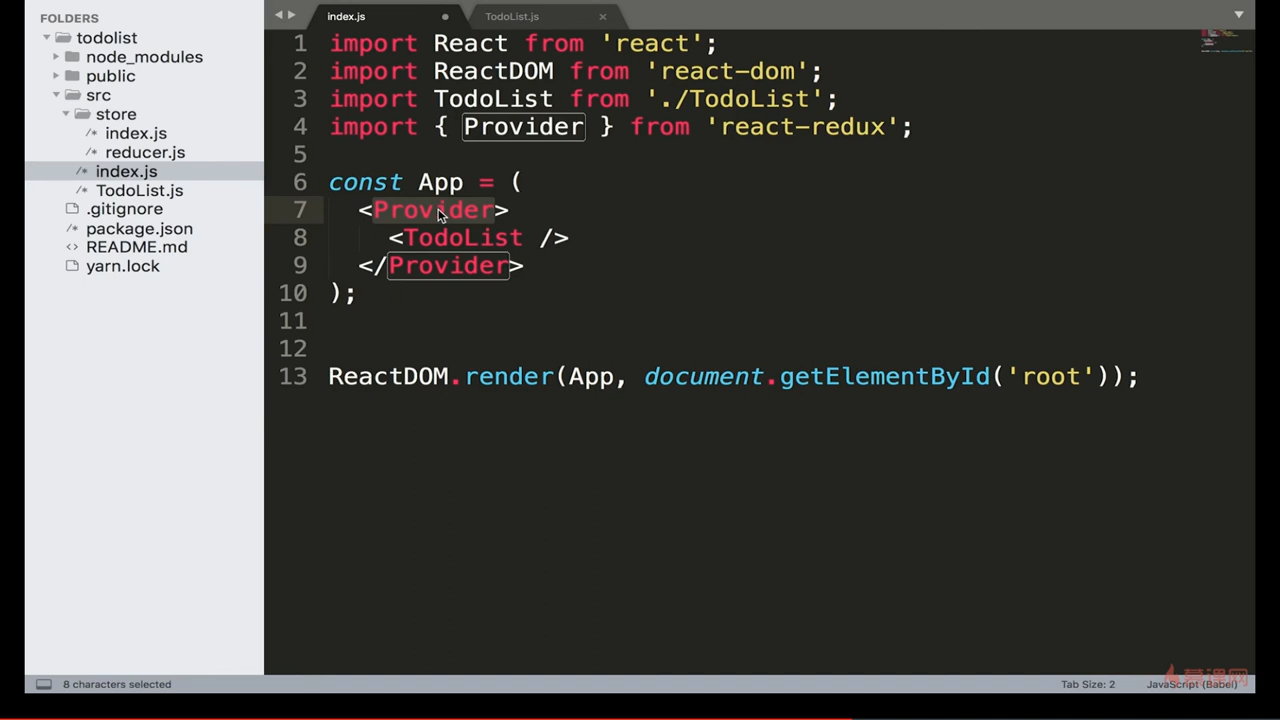 FOLDERS
todolist
node_modules
public
src
store
index.js
reducer.js
index.js
TodoList.js
.gitignore
package.json
README.md
yarn.lock
index.js
TodoList.js
1 import React from 'react';
2 import ReactDOM from 'react-dom';
3 import TodoList from './TodoList';
4 import { Provider } from 'react-redux';
5
6 const App = (
7 <Provider>
8 <TodoList />
9 </Provider>
10 );
11
12
13 ReactDOM.render(App, document.getElementById('root'));
8 characters selected
Tab Size: 2
JavaScript (Babel)
慕课网